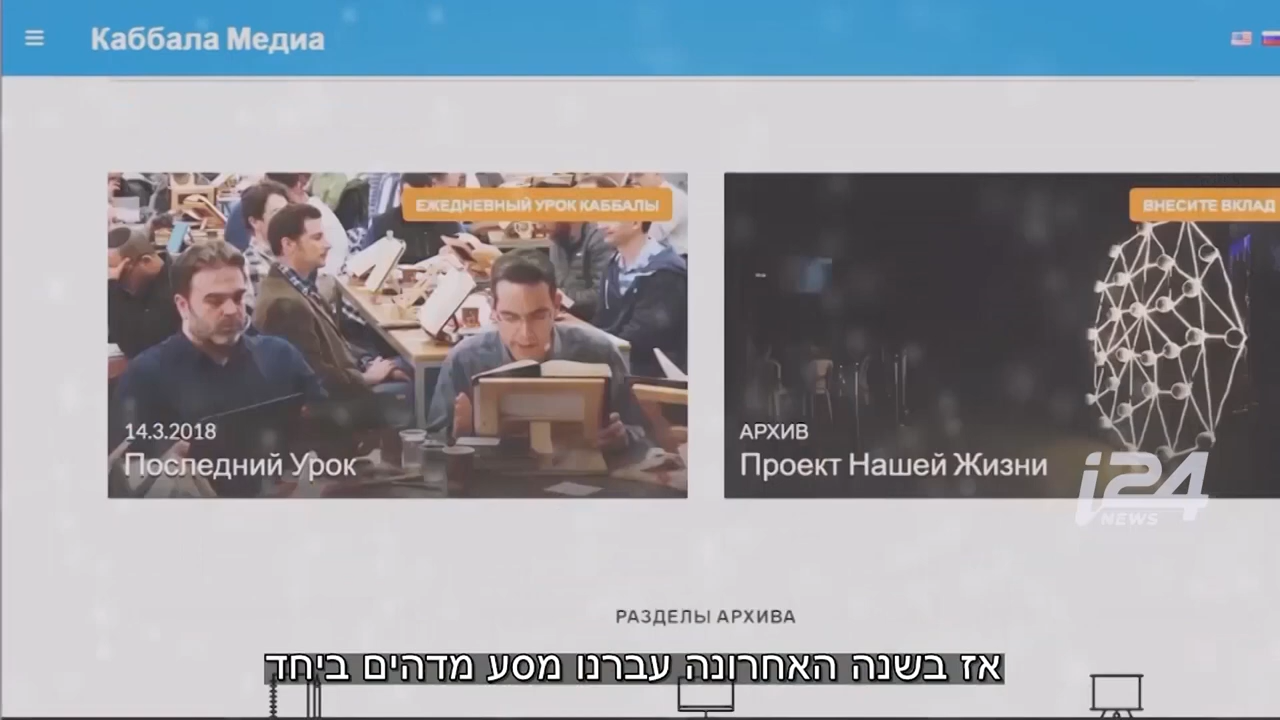 Каббала Медиа
ЕЖЕДНЕВНЫЙ УРОК КАББАЛЫ
14.3.2018
Последний Урок
ВНЕСИТЕ ВКЛАД
АРХИВ
Проект Нашей Жизни
i24
NEWS
РАЗДЕЛЫ АРХИВА
אז בשנה האחרונה עברנו מסע מדהים ביחד